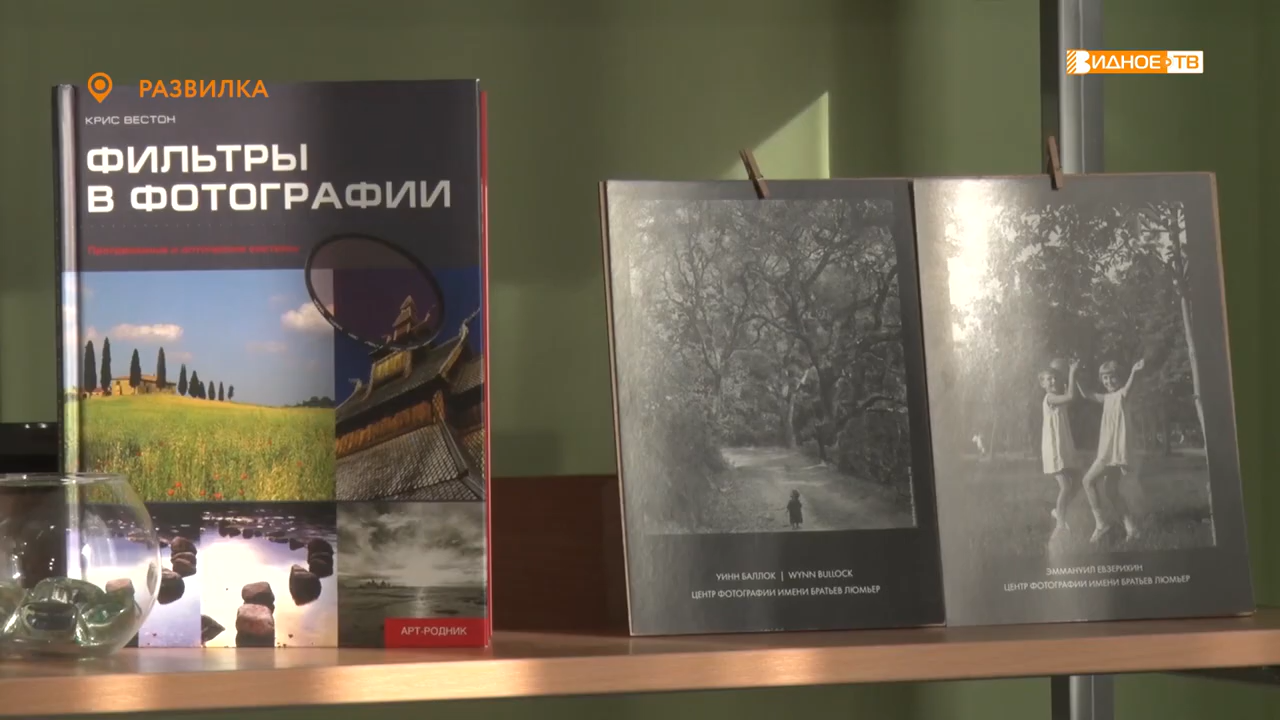 РАЗВИЛКА
ВИДНОЕ ТВ
КРИС ВЕСТОН
ФИЛЬТРЫ
В ФОТОГРАФИИ
АРТ-РОДНИК
УИНН БАЛЛОК | WYNN BULLOCK
ЦЕНТР ФОТОГРАФИИ ИМЕНИ БРАТЬЕВ ЛЮМЬЕР
ЭММАНУИЛ ЕВЗЕРИХИН
ЦЕНТР ФОТОГРАФИИ ИМЕНИ БРАТЬЕВ ЛЮМЬЕР